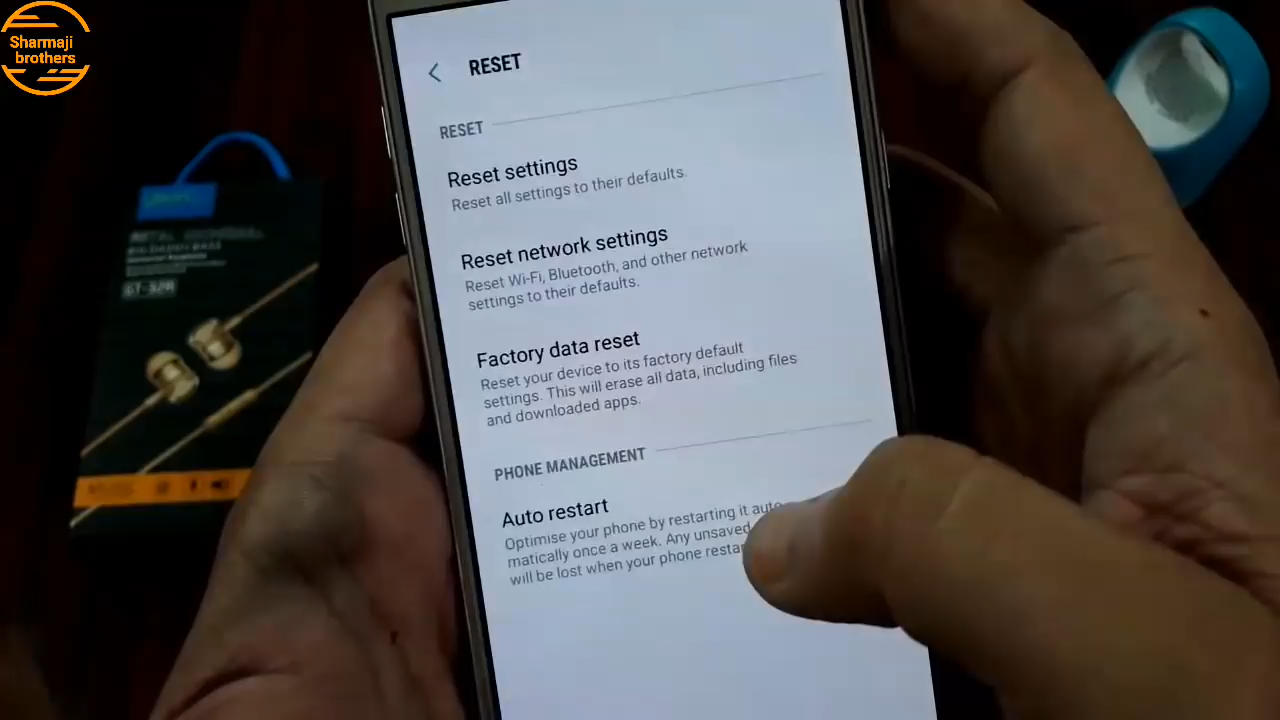 Sharmaji
brothers
RESET
RESET
Reset settings
Reset all settings to their defaults.
Reset network settings
Reset Wi-Fi, Bluetooth, and other network
settings to their defaults.
Factory data reset
Reset your device to its factory default
settings. This will erase all data, including files
and downloaded apps.
PHONE MANAGEMENT
Auto restart
Optimise your phone by restarting it auto
matically once a week. Any unsaved
will be lost when your phone restar